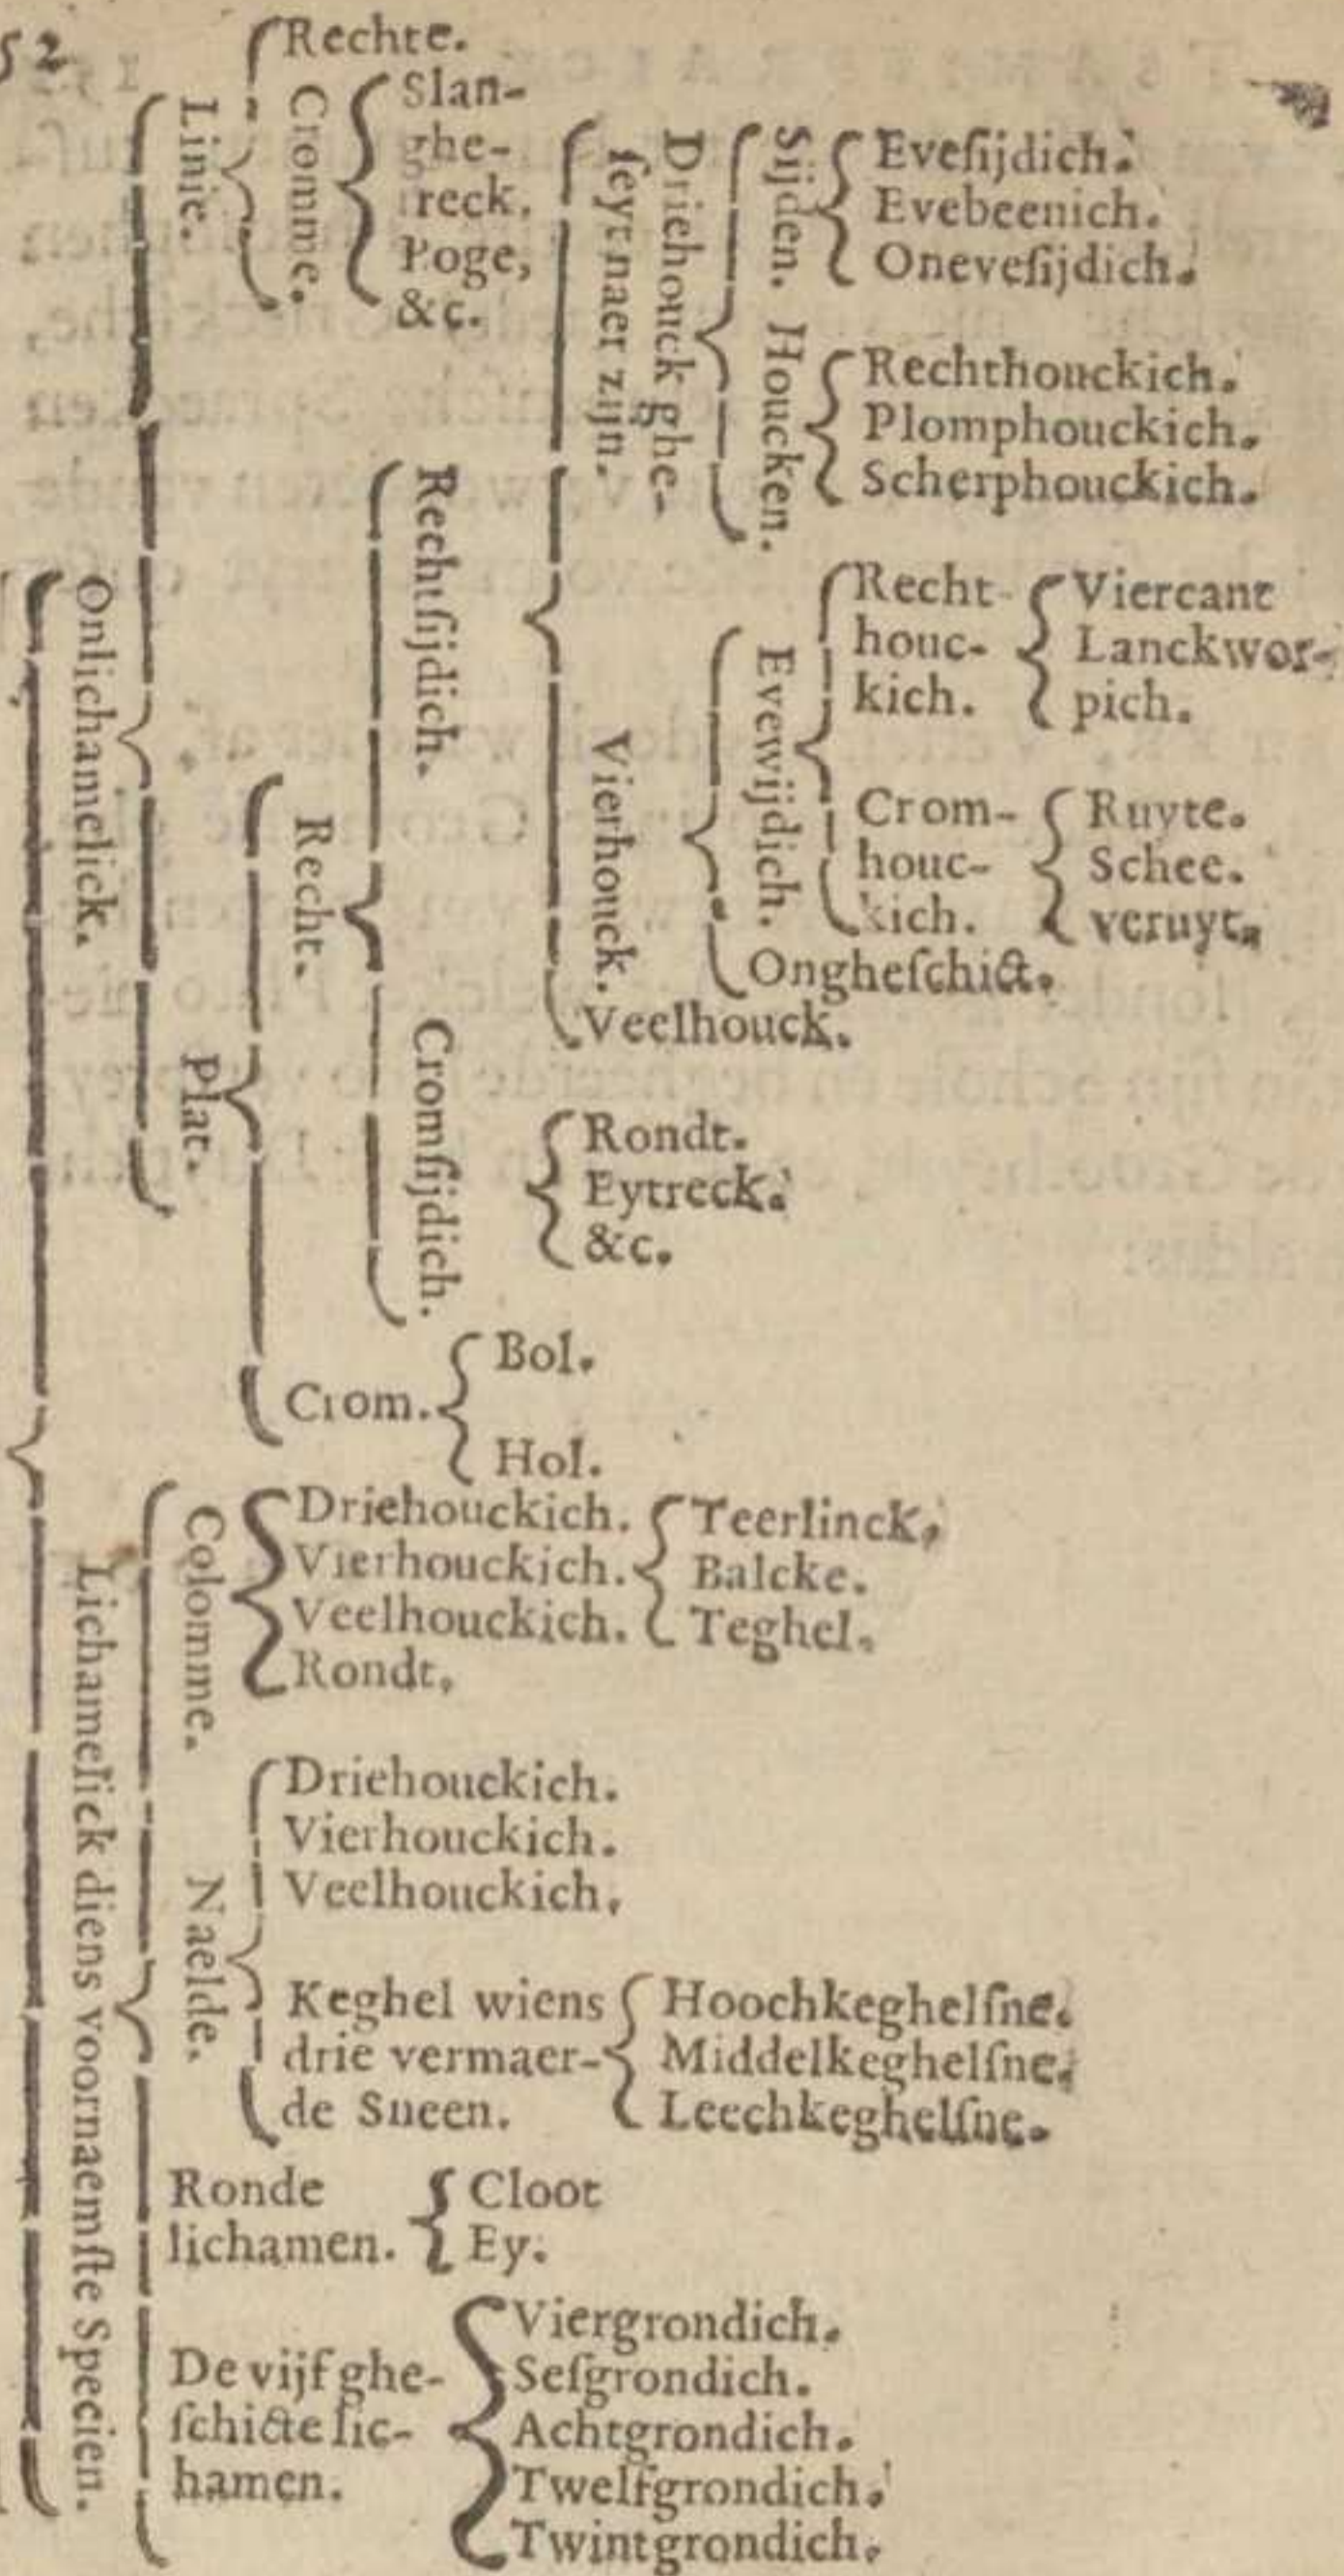 52
Onlichamelick.
Linie.
Rechte.
Cromme.
Slan-
ghe-
reck.
Poge,
&c.
Plat.
Recht.
Rechtſijdich.
Driehouck ghe-
ſeyt naer zijn.
Sijden.
Eveſijdich.
Evebeenich.
Oneveſijdich.
Houcken.
Rechthouckich.
Plomphouckich.
Scherphouckich.
Vierhouck.
Evewijdich.
Recht
houc-
kich.
Viercant
Lanckwor-
pich.
Crom-
houc-
kich.
Ruyte.
Schee.
veruyt.
Ongheſchict.
Veelhouck.
Cromſijdich.
Rondt.
Eytreck.
&c.
Crom.
Bol.
Hol.
Lichamelick diens voornaemſte Specien.
Colomme.
Driehouckich.
Vierhouckich.
Veelhouckich.
Rondt.
Teerlinck,
Balcke.
Teghel.
Naelde.
Driehouckich.
Vierhouckich.
Veelhouckich,
Keghel wiens
drie vermaer-
de Sneen.
Hoochkeghelſne.
Middelkeghelſne.
Leechkeghelſne.
Ronde
lichamen.
Cloot
Ey.
De vijf ghe-
ſchicte lic-
hamen.
Viergrondich.
Seſgrondich.
Achtgrondich.
Twelfgrondich.
Twintgrondich.